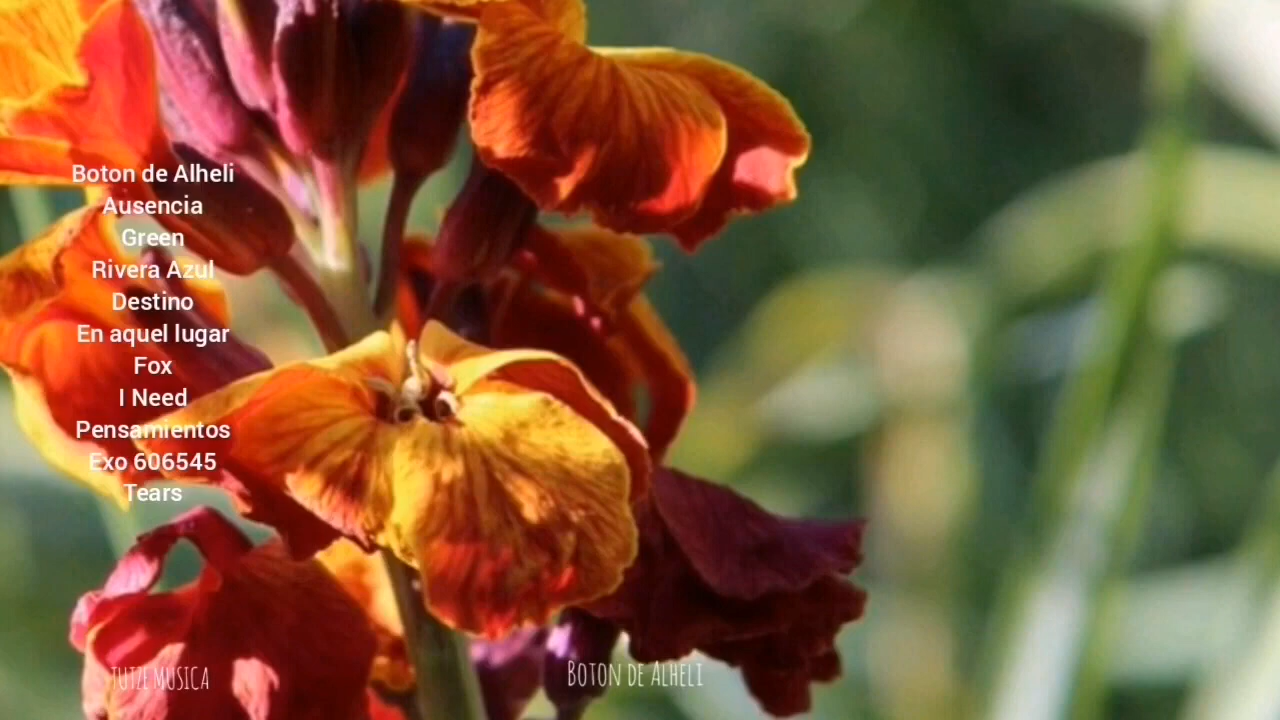 Boton de Alheli
Ausencia
Green
Rivera Azul
Destino
En aquel lugar
Fox
I Need
Pensamientos
Exo 606545
Tears
TUTZE MUSICA
BOTON DE ALHELI